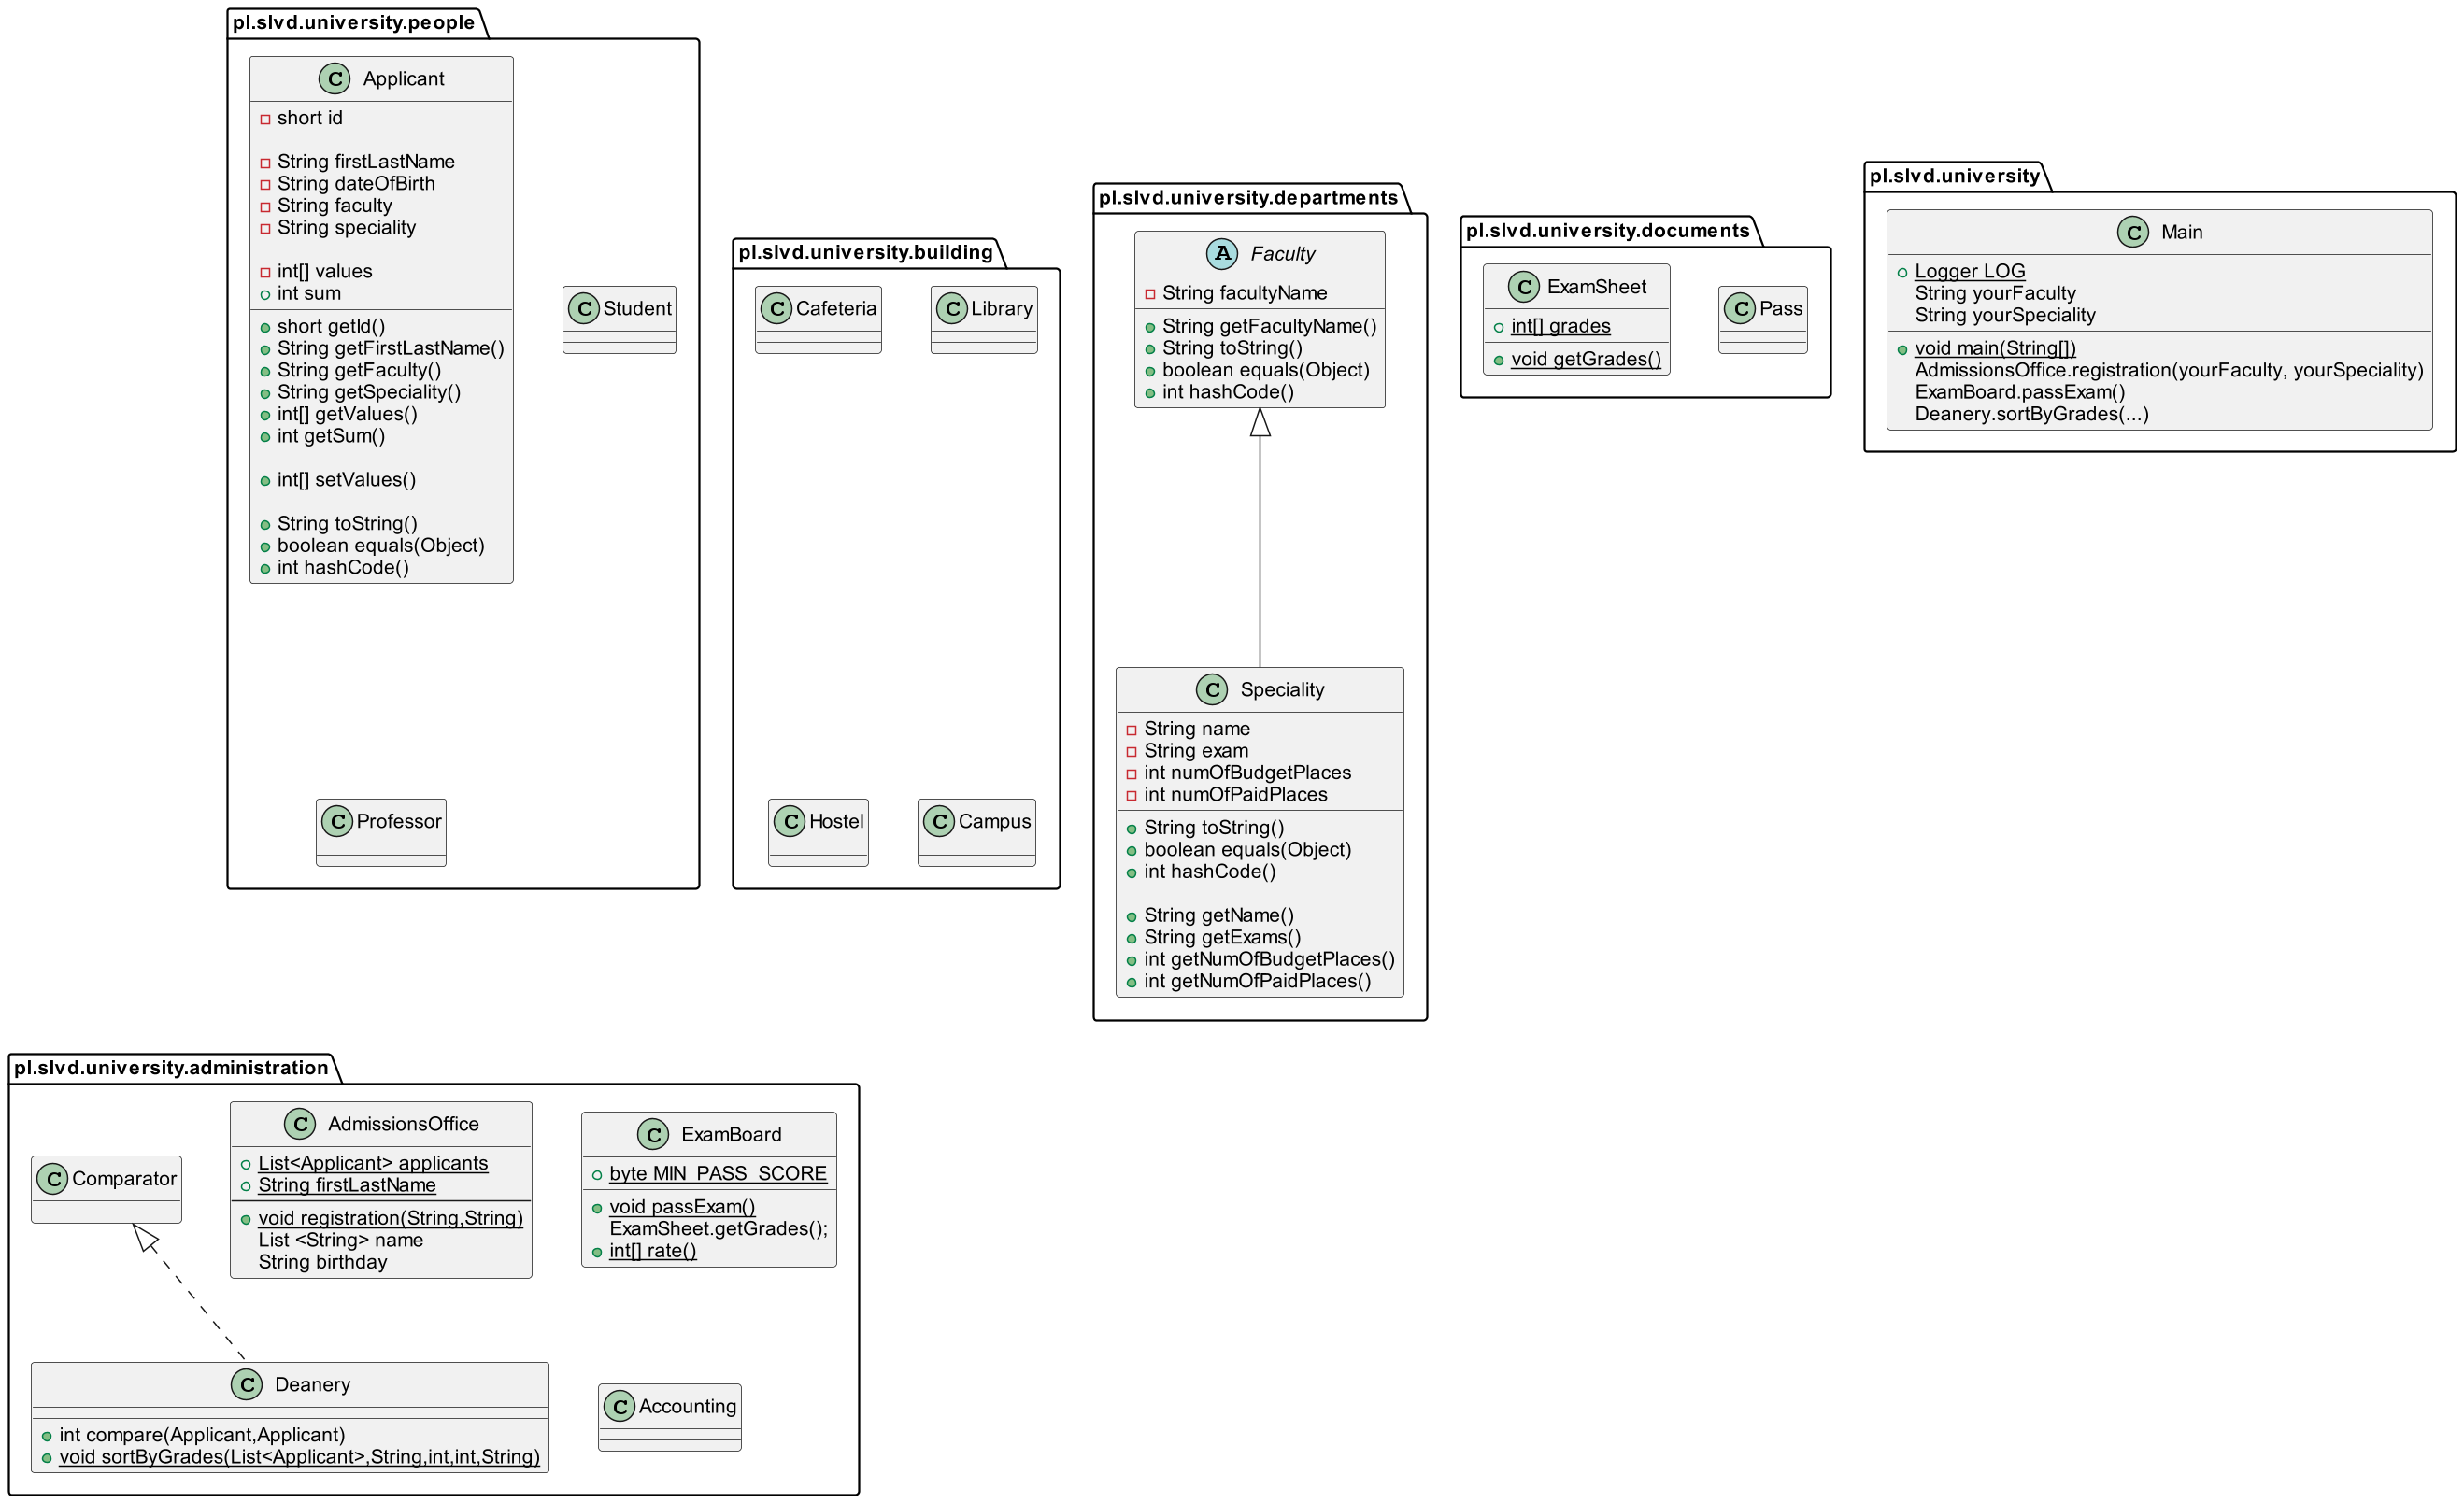 pl.slvd.university.people
C Applicant
short id
String firstLastName
String dateOfBirth
String faculty
String speciality
int[] values
int sum
short getId()
String getFirstLastName()
String getFaculty()
String getSpeciality()
int[] getValues()
int getSum()
int[] setValues()
String toString()
boolean equals(Object)
int hashCode()
C Student
C Professor
pl.slvd.university.building
C Cafeteria
C Library
C Hostel
C Campus
pl.slvd.university.departments
A Faculty
String facultyName
String getFacultyName()
String toString()
boolean equals(Object)
int hashCode()
C Speciality
String name
String exam
int numOfBudgetPlaces
int numOfPaidPlaces
String toString()
boolean equals(Object)
int hashCode()
String getName()
String getExams()
int getNumOfBudgetPlaces()
int getNumOfPaidPlaces()
pl.slvd.university.documents
C ExamSheet
int[] grades
void getGrades()
C Pass
pl.slvd.university
C Main
Logger LOG
String yourFaculty
String yourSpeciality
void main(String[])
AdmissionsOffice.registration(yourFaculty, yourSpeciality)
ExamBoard.passExam()
Deanery.sortByGrades(...)
pl.slvd.university.administration
C Comparator
C AdmissionsOffice
List<Applicant> applicants
String firstLastName
void registration(String,String)
List <String> name
String birthday
C ExamBoard
byte MIN_PASS_SCORE
void passExam()
ExamSheet.getGrades();
int[] rate()
C Deanery
int compare(Applicant,Applicant)
void sortByGrades(List<Applicant>,String,int,int,String)
C Accounting